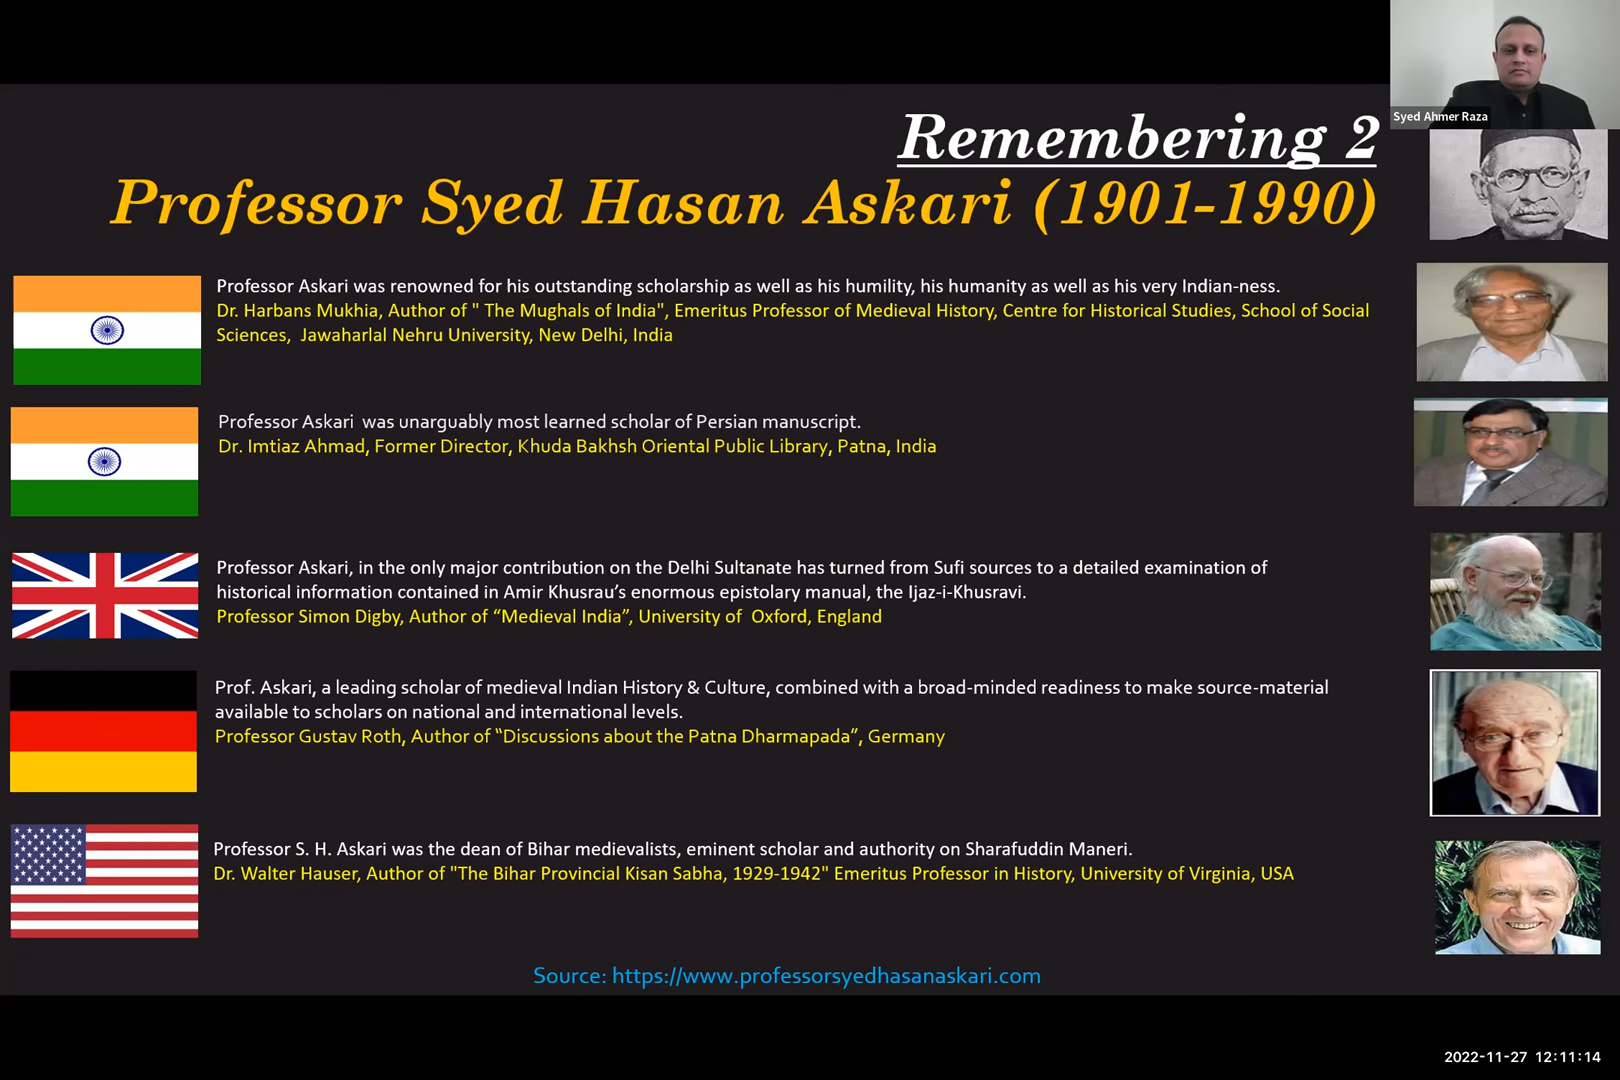 Syed Ahmer Raza
Remembering 2
Professor Syed Hasan Askari (1901-1990)
Professor Askari was renowned for his outstanding scholarship as well as his humility, his humanity as well as his very Indian-ness.
Dr. Harbans Mukhia, Author of " The Mughals of India", Emeritus Professor of Medieval History, Centre for Historical Studies, School of Social
Sciences,  Jawaharlal Nehru University, New Delhi, India
Professor Askari  was unarguably most learned scholar of Persian manuscript.
Dr. Imtiaz Ahmad, Former Director, Khuda Bakhsh Oriental Public Library, Patna, India
Professor Askari, in the only major contribution on the Delhi Sultanate has turned from Sufi sources to a detailed examination of
historical information contained in Amir Khusrau’s enormous epistolary manual, the Ijaz-i-Khusravi.
Professor Simon Digby, Author of “Medieval India”, University of  Oxford, England
Prof. Askari, a leading scholar of medieval Indian History & Culture, combined with a broad-minded readiness to make source-material
available to scholars on national and international levels.
Professor Gustav Roth, Author of “Discussions about the Patna Dharmapada”, Germany
Professor S. H. Askari was the dean of Bihar medievalists, eminent scholar and authority on Sharafuddin Maneri.
Dr. Walter Hauser, Author of "The Bihar Provincial Kisan Sabha, 1929-1942" Emeritus Professor in History, University of Virginia, USA
Source: https://www.professorsyedhasanaskari.com
2022-11-27 12:11:14